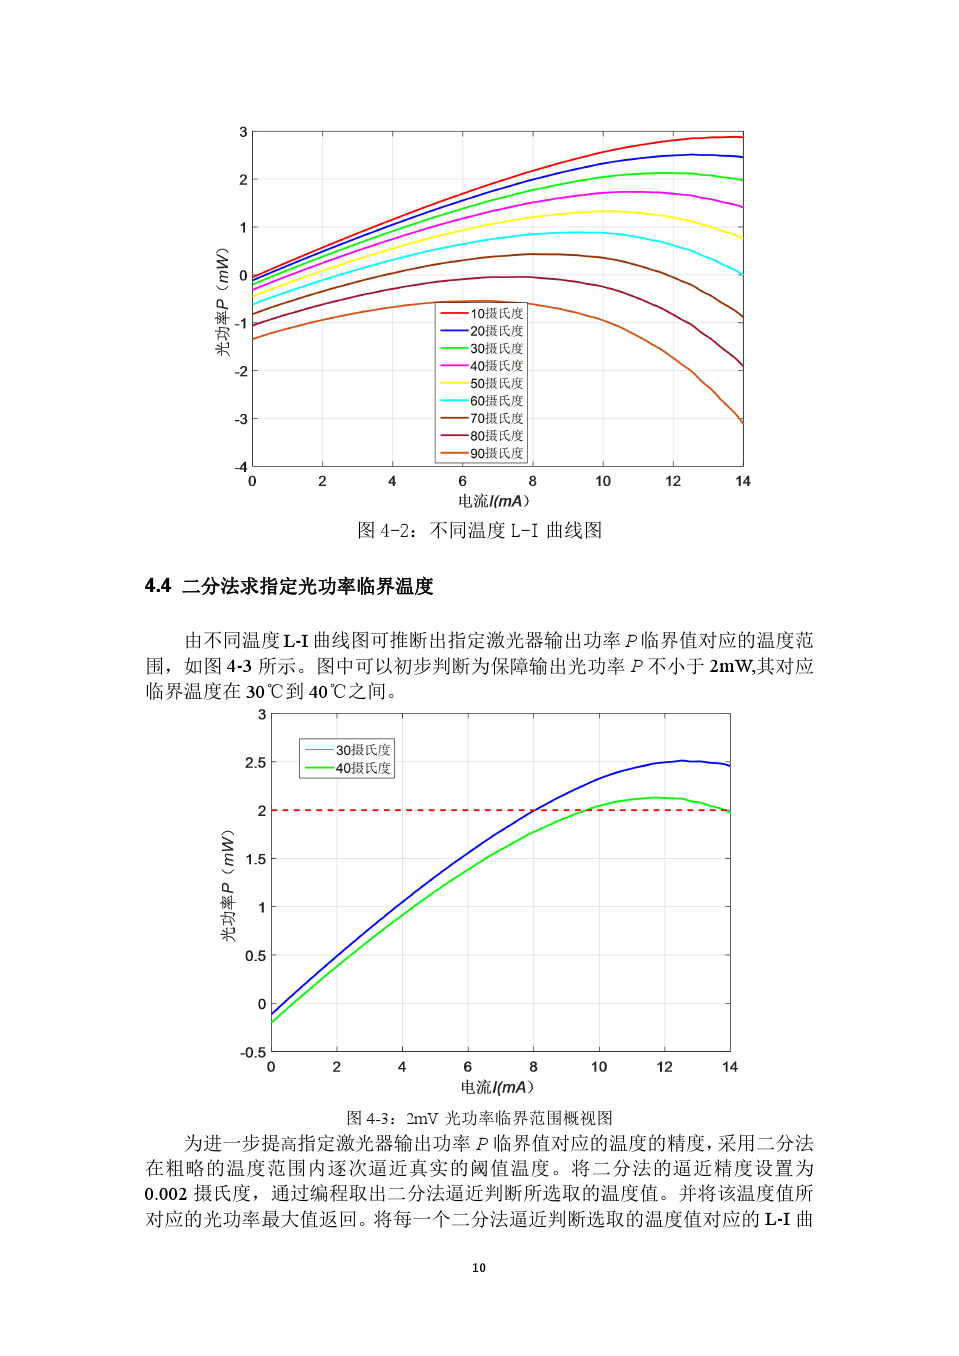 3
2
1
0
-1
-2
-3
-4
光功率P（mW）
10摄氏度
20摄氏度
30摄氏度
40摄氏度
50摄氏度
60摄氏度
70摄氏度
80摄氏度
90摄氏度
0 2 4 6 8 10 12 14
电流I(mA）
图 4-2：不同温度 L-I 曲线图
4.4 二分法求指定光功率临界温度
由不同温度 L-I 曲线图可推断出指定激光器输出功率 P 临界值对应的温度范
围，如图 4-3 所示。图中可以初步判断为保障输出光功率 P 不小于 2mW,其对应
临界温度在 30℃到 40℃之间。
3
2.5
2
1.5
1
0.5
0
-0.5
光功率P（mW）
30摄氏度
40摄氏度
0 2 4 6 8 10 12 14
电流I(mA）
图 4-3：2mV 光功率临界范围概视图
为进一步提高指定激光器输出功率 P 临界值对应的温度的精度，采用二分法
在粗略的温度范围内逐次逼近真实的阈值温度。将二分法的逼近精度设置为
0.002 摄氏度，通过编程取出二分法逼近判断所选取的温度值。并将该温度值所
对应的光功率最大值返回。将每一个二分法逼近判断选取的温度值对应的 L-I 曲
10